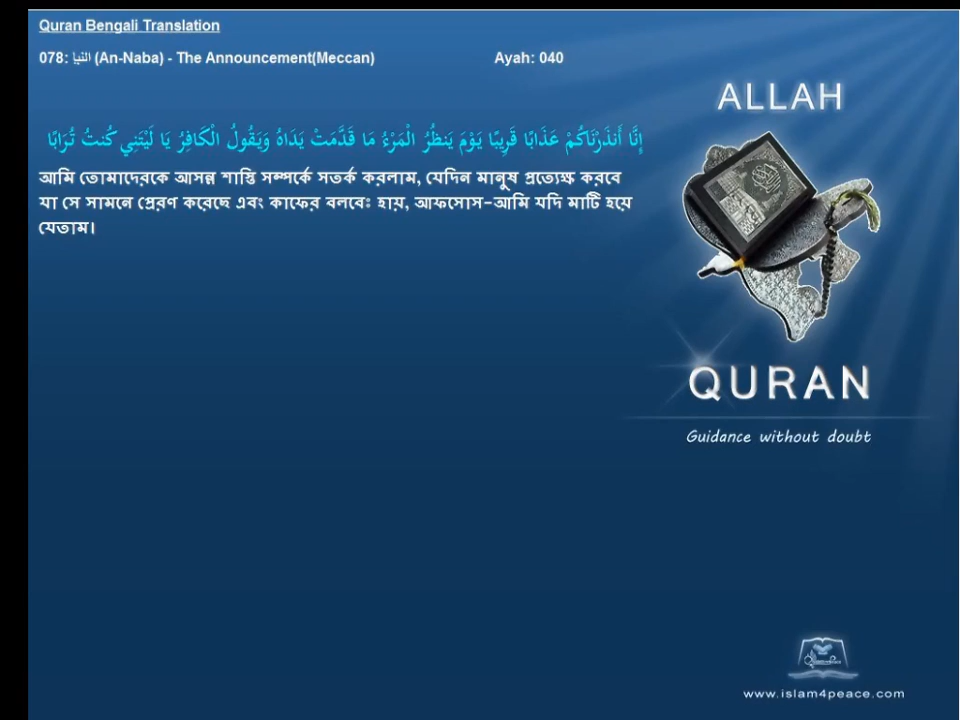 Quran Bengali Translation
078: النبإ (An-Naba) - The Announcement(Meccan) Ayah: 040
إِنَّا أَنذَرْنَاكُمْ عَذَابًا قَرِيبًا يَوْمَ يَنظُرُ الْمَرْءُ مَا قَدَّمَتْ يَدَاهُ وَيَقُولُ الْكَافِرُ يَا لَيْتَنِي كُنتُ تُرَابًا
আমি তোমাদেরকে আসন্ন শাস্তি সম্পর্কে সতর্ক করলাম, যেদিন মানুষ প্রত্যেক্ষ করবে
যা সে সামনে প্রেরণ করেছে এবং কাফের বলবেঃ হায়, আফসোস-আমি যদি মাটি হয়ে
যেতাম।
ALLAH
QURAN
Guidance without doubt
www.islam4peace.com